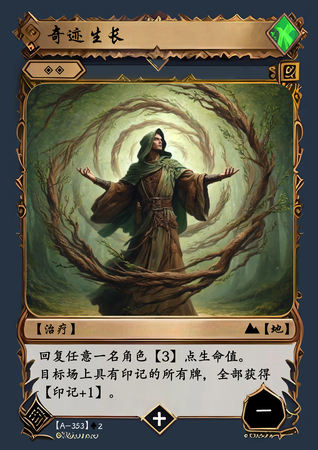 奇迹生长
【治疗】
【地】
回复任意一名角色【3】点生命值。
目标场上具有印记的所有牌，全部获得
【印记+1】。
【A-353】◆2